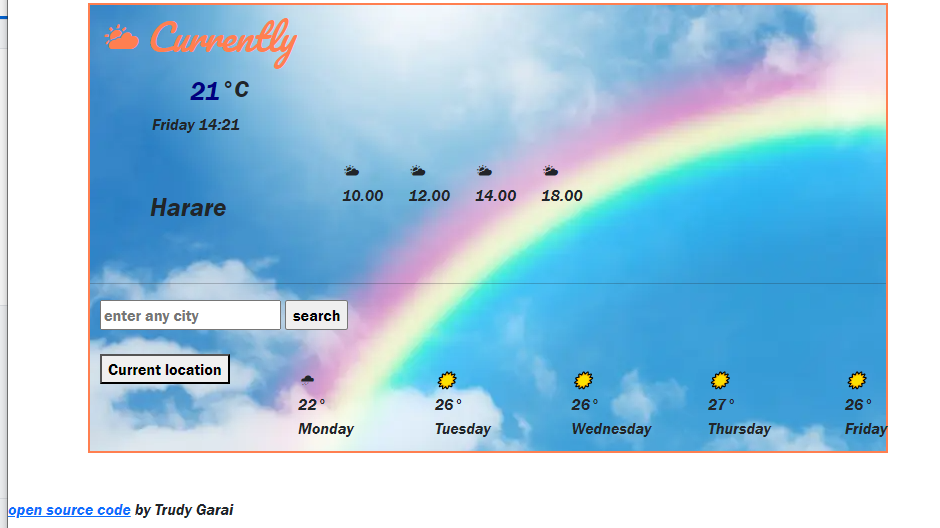 Currently
21°C
Friday 14:21
10.00 12.00 14.00 18.00
Harare
enter any city search
Current location
22° 26° 26° 27° 26°
Monday Tuesday Wednesday Thursday Friday
open source code by Trudy Garai